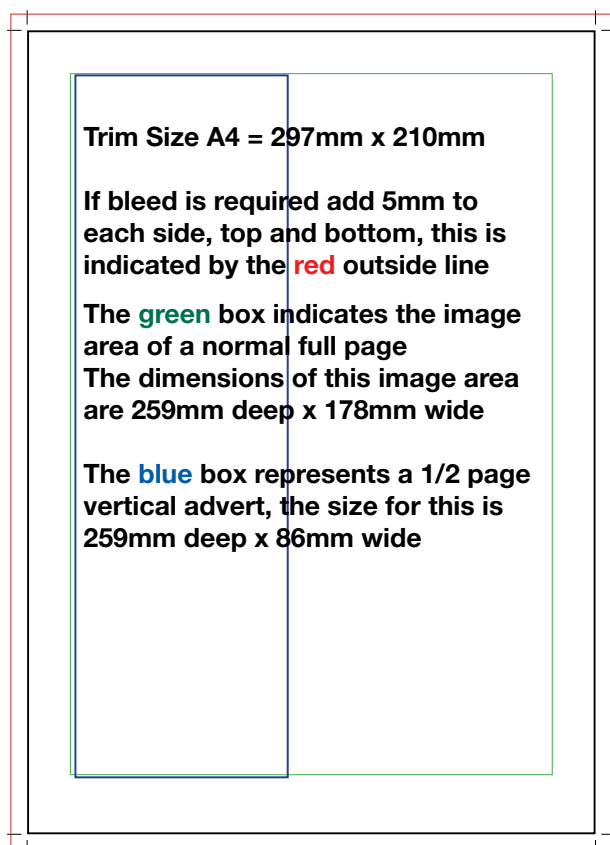 Trim Size A4 = 297mm x 210mm
If bleed is required add 5mm to
each side, top and bottom, this is
indicated by the red outside line
The green box indicates the image
area of a normal full page
The dimensions of this image area
are 259mm deep x 178mm wide
The blue box represents a 1/2 page
vertical advert, the size for this is
259mm deep x 86mm wide